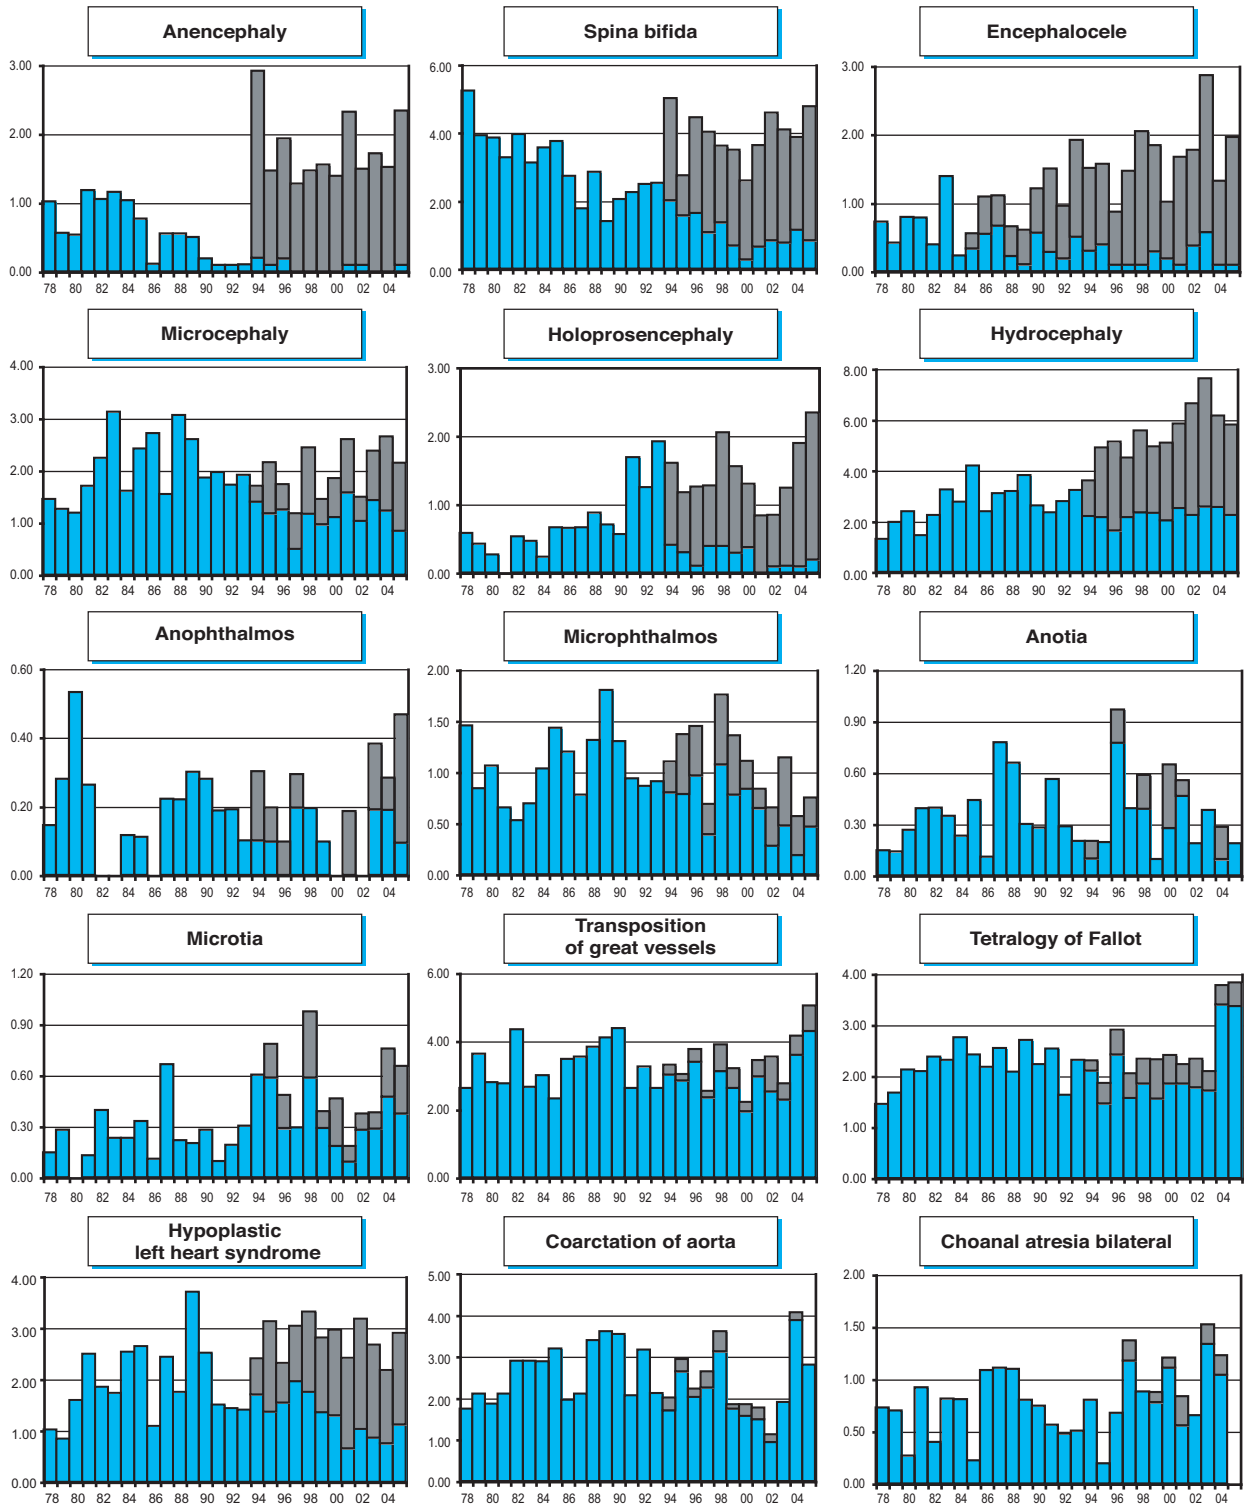 Anencephaly
3.00
2.00
1.00
0.00
78 80 82 84 86 88 90 92 94 96 98 00 02 04
Spina bifida
6.00
4.00
2.00
0.00
78 80 82 84 86 88 90 92 94 96 98 00 02 04
Encephalocele
3.00
2.00
1.00
0.00
78 80 82 84 86 88 90 92 94 96 98 00 02 04
Microcephaly
4.00
3.00
2.00
1.00
0.00
78 80 82 84 86 88 90 92 94 96 98 00 02 04
Holoprosencephaly
3.00
2.00
1.00
0.00
78 80 82 84 86 88 90 92 94 96 98 00 02 04
Hydrocephaly
8.00
6.00
4.00
2.00
0.00
78 80 82 84 86 88 90 92 94 96 98 00 02 04
Anophthalmos
0.60
0.40
0.20
0.00
78 80 82 84 86 88 90 92 94 96 98 00 02 04
Microphthalmos
2.00
1.50
1.00
0.50
0.00
78 80 82 84 86 88 90 92 94 96 98 00 02 04
Anotia
1.20
0.90
0.60
0.30
0.00
78 80 82 84 86 88 90 92 94 96 98 00 02 04
Microtia
1.20
0.90
0.60
0.30
0.00
78 80 82 84 86 88 90 92 94 96 98 00 02 04
Transposition
of great vessels
6.00
4.00
2.00
0.00
78 80 82 84 86 88 90 92 94 96 98 00 02 04
Tetralogy of Fallot
4.00
3.00
2.00
1.00
0.00
78 80 82 84 86 88 90 92 94 96 98 00 02 04
Hypoplastic
left heart syndrome
4.00
3.00
2.00
1.00
0.00
78 80 82 84 86 88 90 92 94 96 98 00 02 04
Coarctation of aorta
5.00
4.00
3.00
2.00
1.00
0.00
78 80 82 84 86 88 90 92 94 96 98 00 02 04
Choanal atresia bilateral
2.00
1.50
1.00
0.50
0.00
78 80 82 84 86 88 90 92 94 96 98 00 02 04